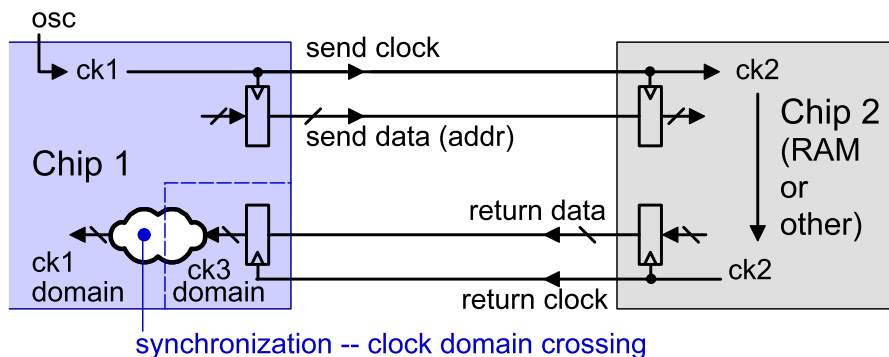 osc
send clock
ck1
ck2
send data (addr)
Chip 1
Chip 2
(RAM
or
other)
return data
ck1
domain
ck3
domain
ck2
return clock
synchronization -- clock domain crossing